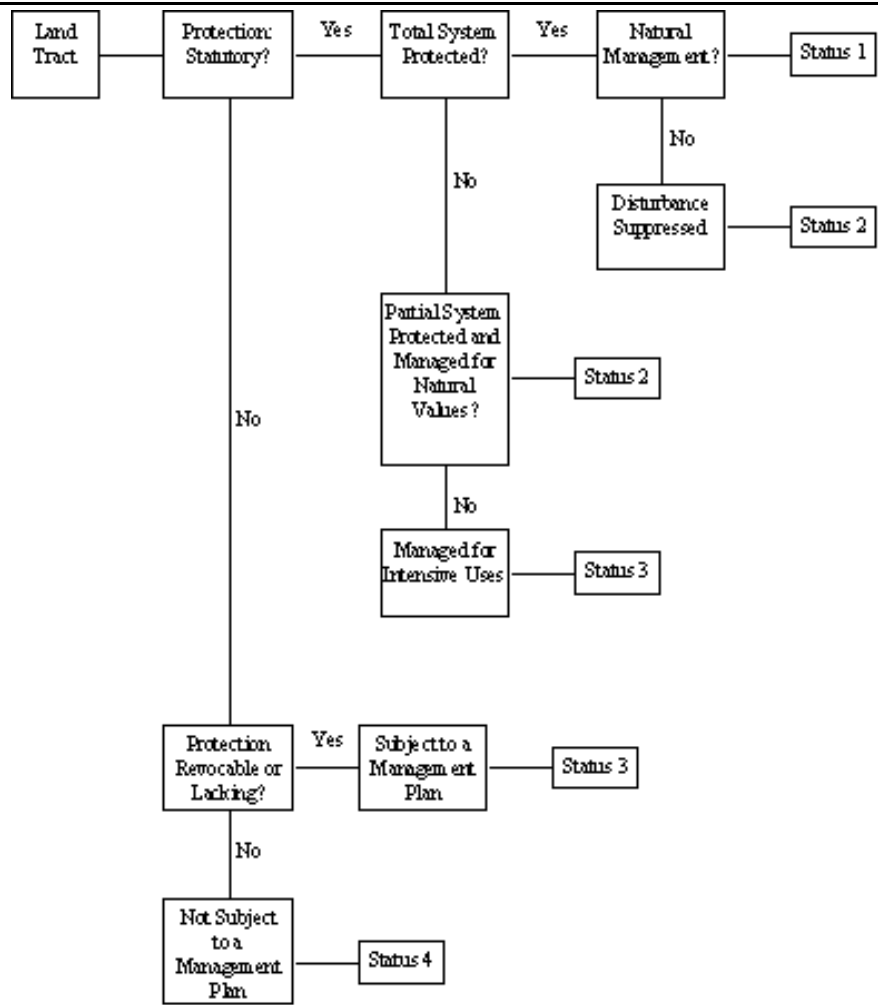 Land
Tract
Protection:
Statutory?
Yes
Total System
Protected?
Yes
Natural
Management?
Status 1
No
Disturbance
Suppressed
Status 2
No
Partial System
Protected and
Managed for
Natural
Values?
Status 2
No
Managed for
Intensive Uses
Status 3
No
Protection
Revocable or
Lacking?
Yes
Subject to a
Management
Plan
Status 3
No
Not Subject
to a
Management
Plan
Status 4